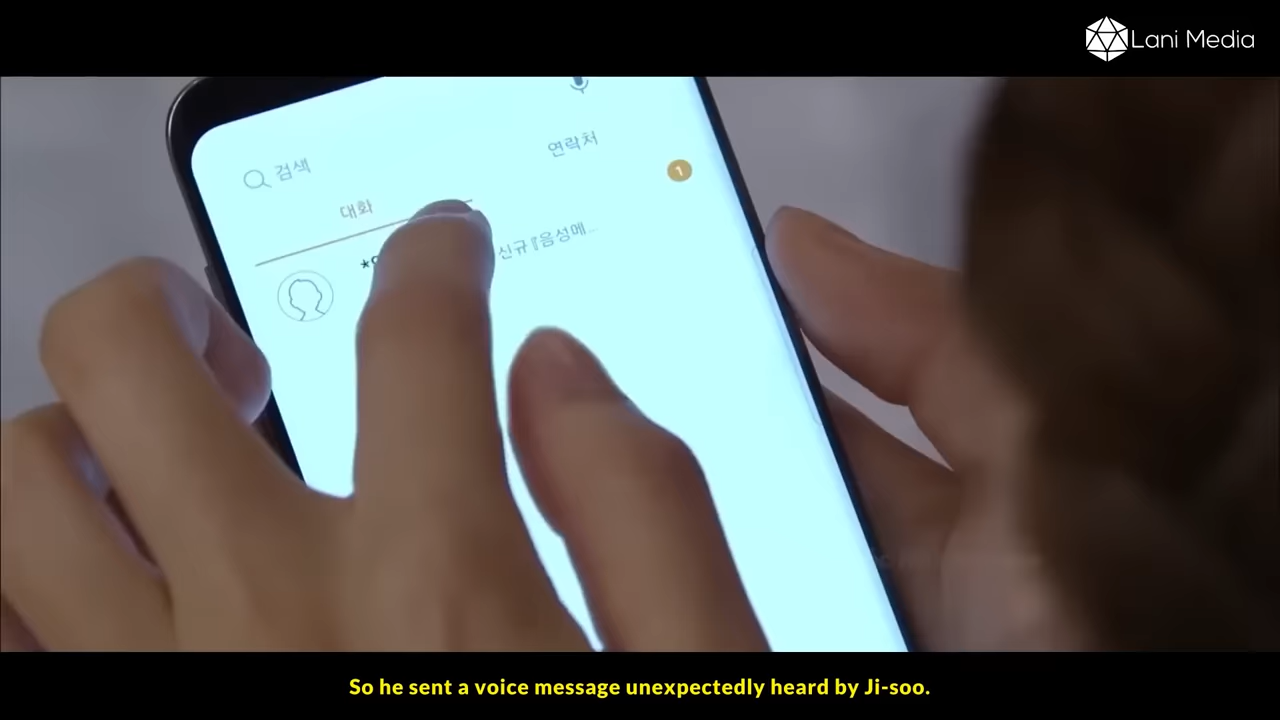 Lani Media
검색
연락처
1
대화
신규『음성메...
So he sent a voice message unexpectedly heard by Ji-soo.